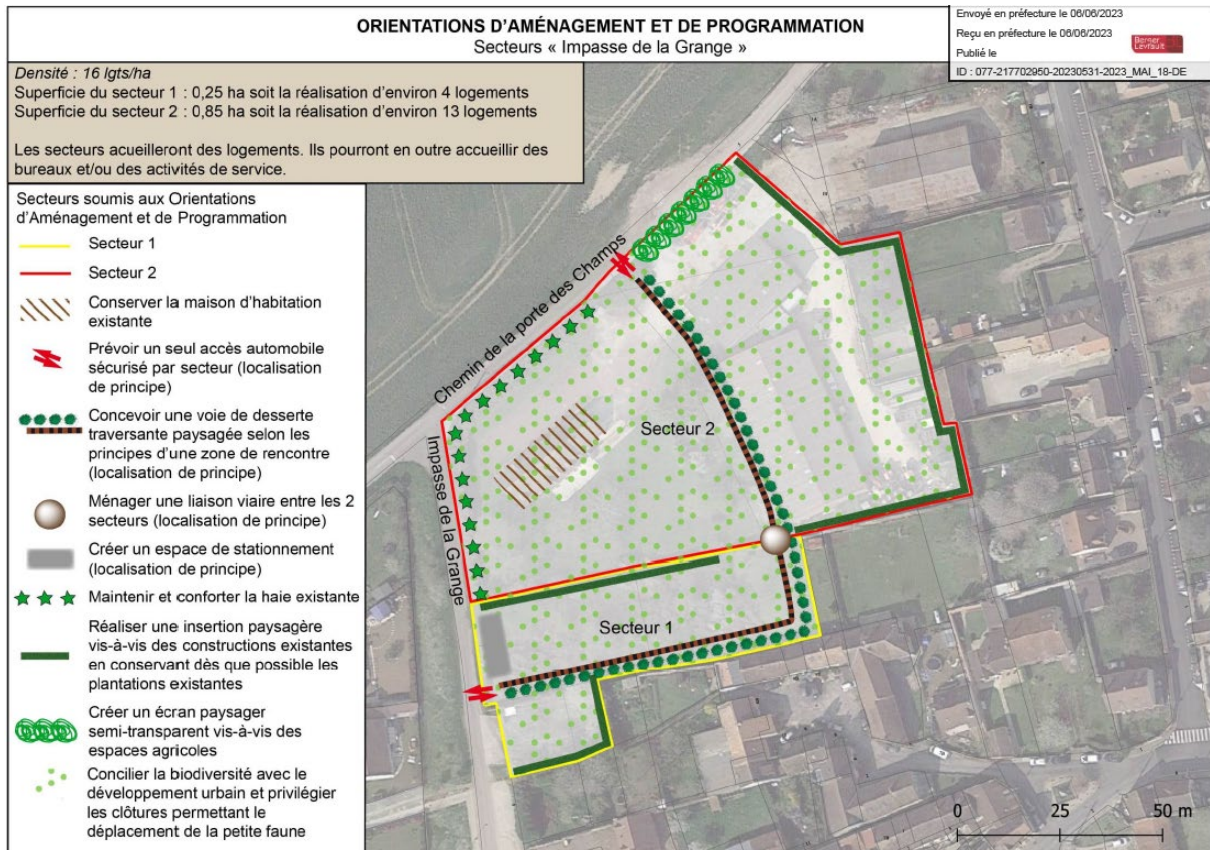 ORIENTATIONS D'AMÉNAGEMENT ET DE PROGRAMMATION
Secteurs « Impasse de la Grange »
Envoyé en préfecture le 06/06/2023
Reçu en préfecture le 06/06/2023
Publié le
Berger
Levrault
ID : 077-217702950-20230531-2023_MAI_18-DE
Densité : 16 lgts/ha
Superficie du secteur 1 : 0,25 ha soit la réalisation d'environ 4 logements
Superficie du secteur 2 : 0,85 ha soit la réalisation d'environ 13 logements
Les secteurs acueilleront des logements. Ils pourront en outre accueillir des
bureaux et/ou des activités de service.
Secteurs soumis aux Orientations
d'Aménagement et de Programmation
Secteur 1
Secteur 2
Conserver la maison d'habitation
existante
Prévoir un seul accès automobile
sécurisé par secteur (localisation
de principe)
Concevoir une voie de desserte
traversante paysagée selon les
principes d'une zone de rencontre
(localisation de principe)
Ménager une liaison viaire entre les 2
secteurs (localisation de principe)
Créer un espace de stationnement
(localisation de principe)
Maintenir et conforter la haie existante
Réaliser une insertion paysagère
vis-à-vis des constructions existantes
en conservant dès que possible les
plantations existantes
Créer un écran paysager
semi-transparent vis-à-vis des
espaces agricoles
Concilier la biodiversité avec le
développement urbain et privilégier
les clôtures permettant le
déplacement de la petite faune
Chemin de la porte des Champs
Impasse de la Grange
Secteur 2
Secteur 1
0 25 50 m